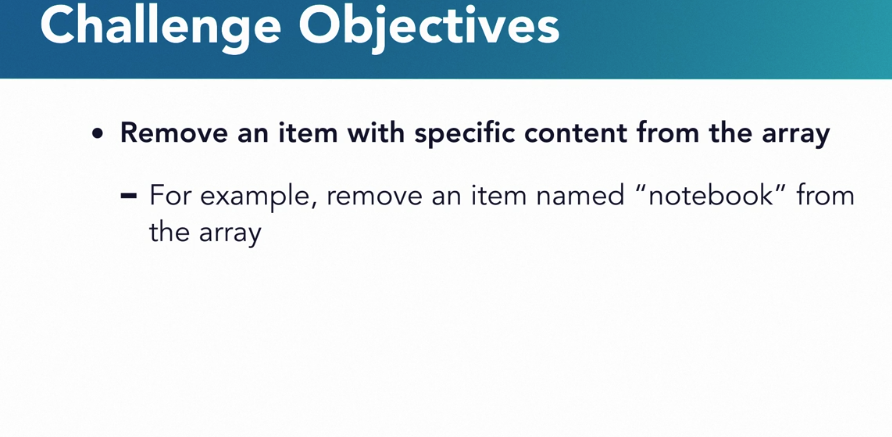 Challenge Objectives
• Remove an item with specific content from the array
– For example, remove an item named “notebook” from
the array